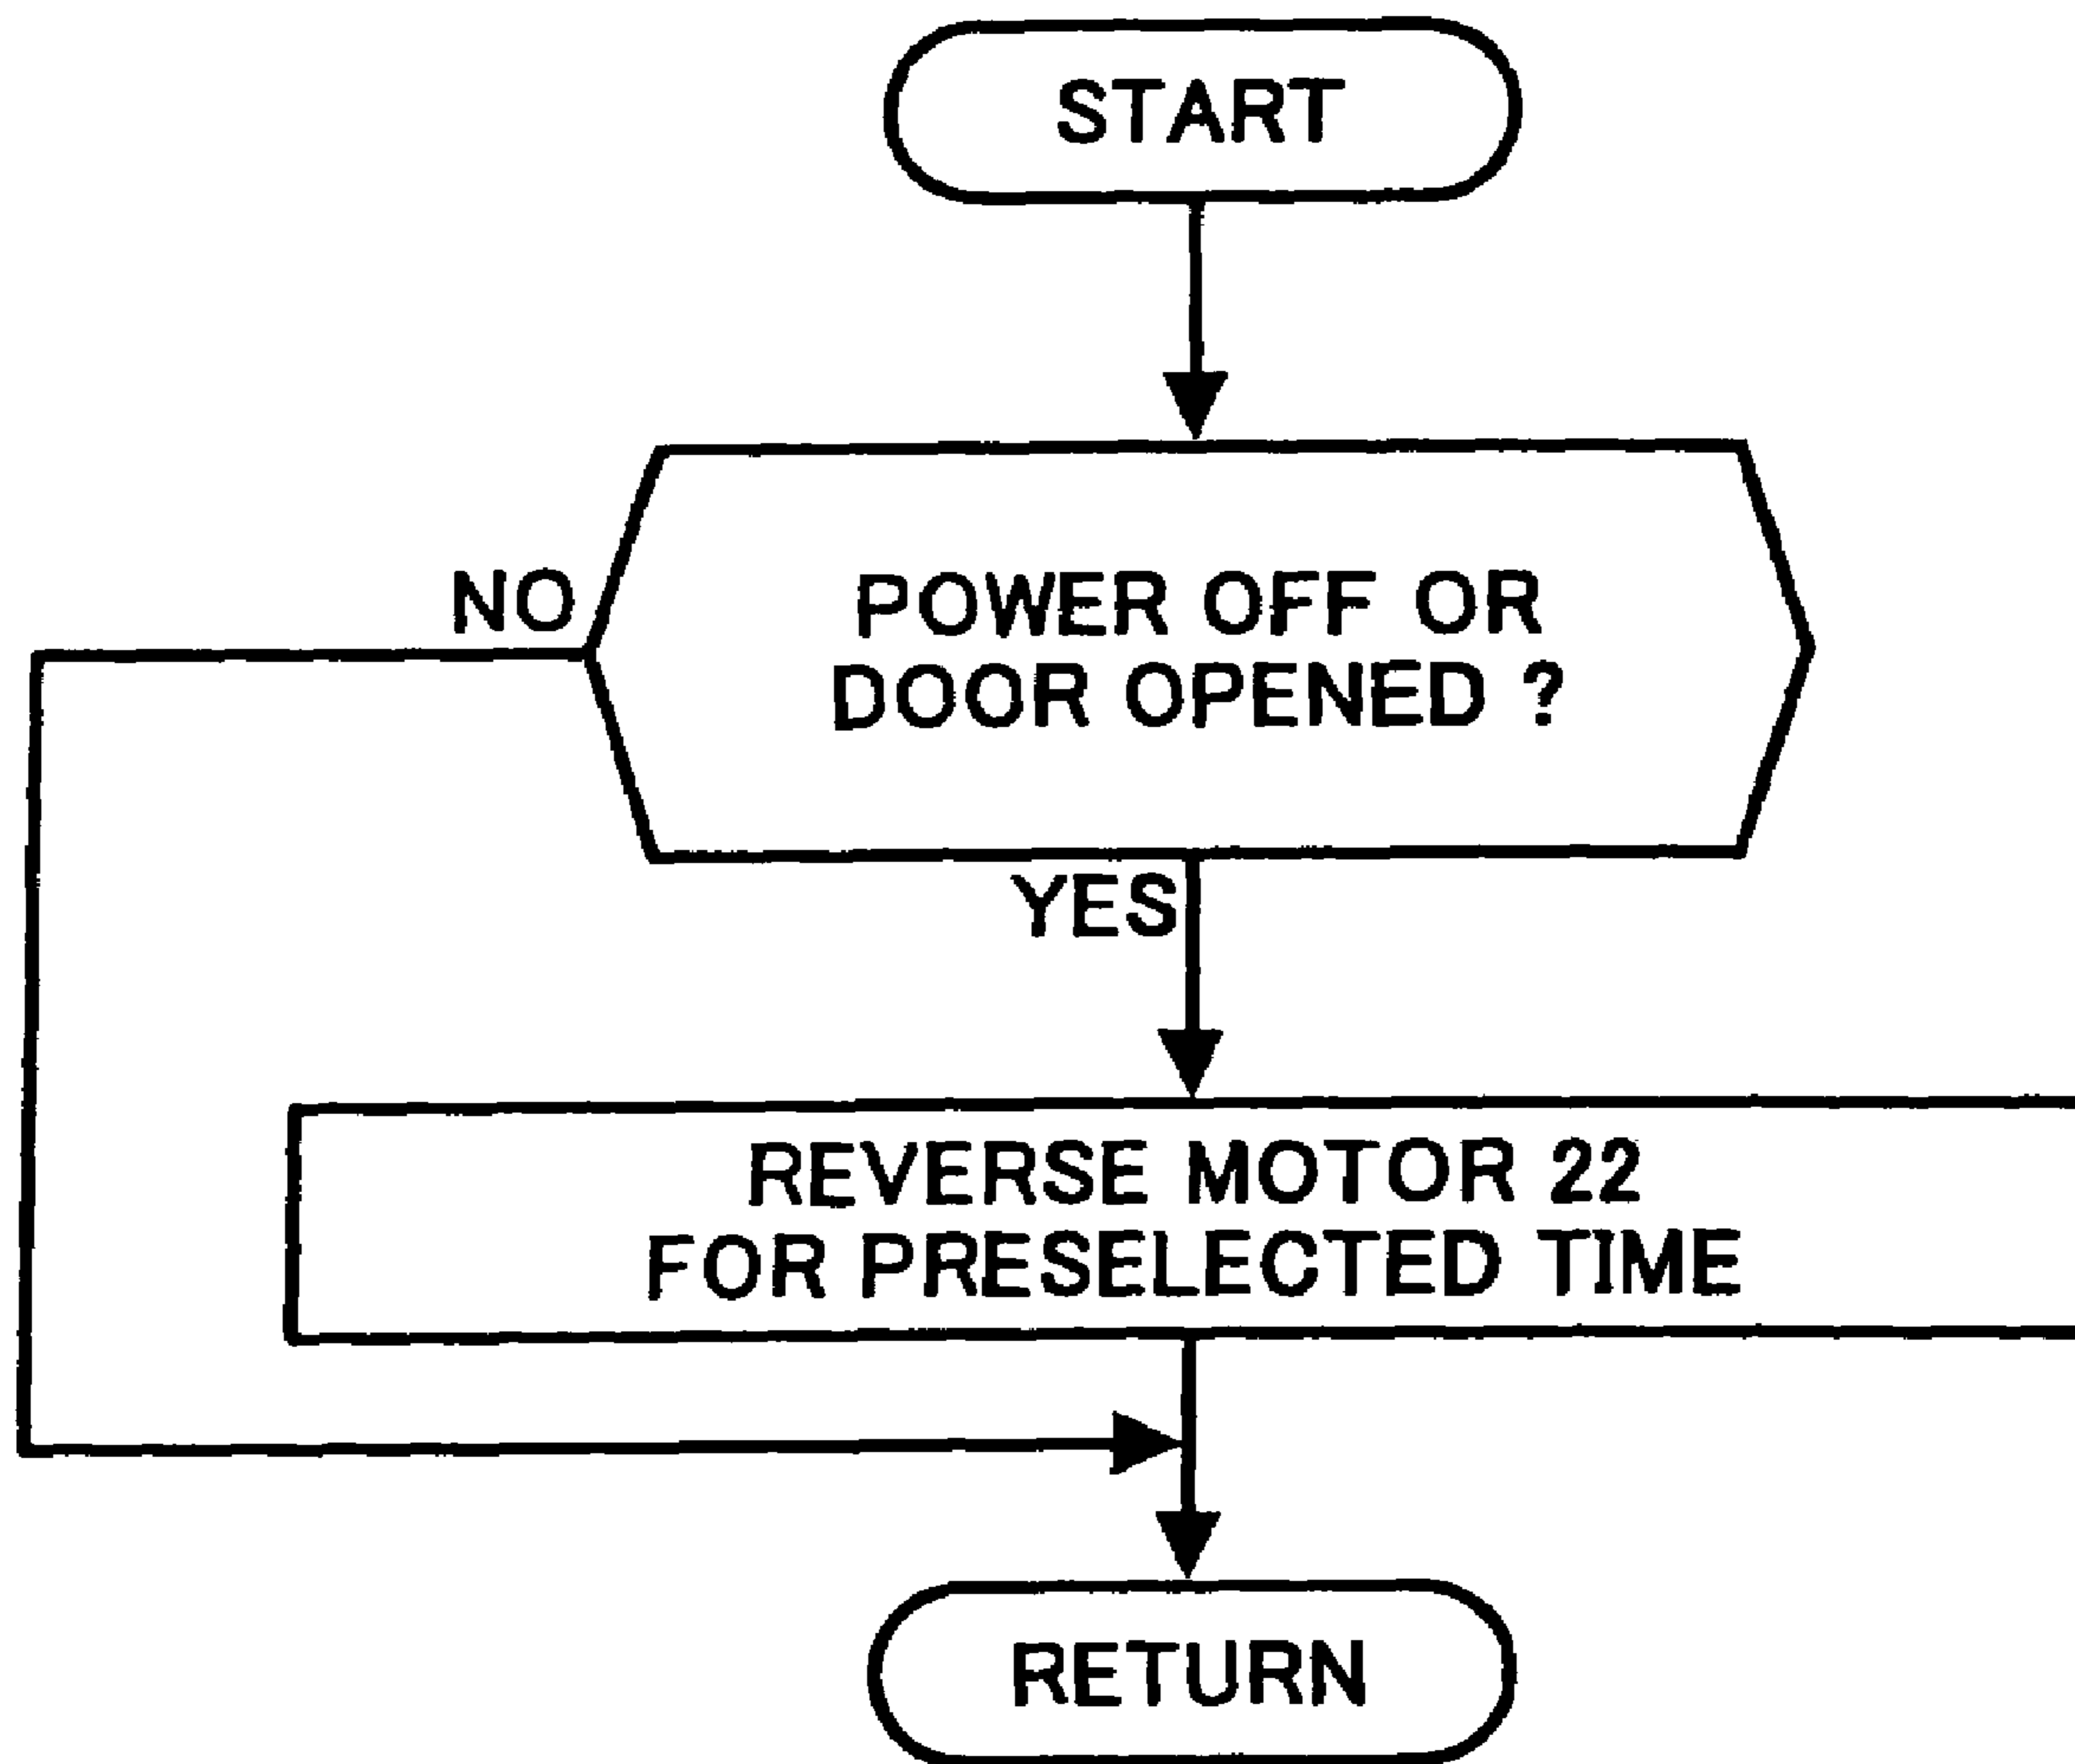 START
NO
POWER OFF OR
DOOR OPENED ?
YES
REVERSE MOTOR 22
FOR PRESELECTED TIME
RETURN